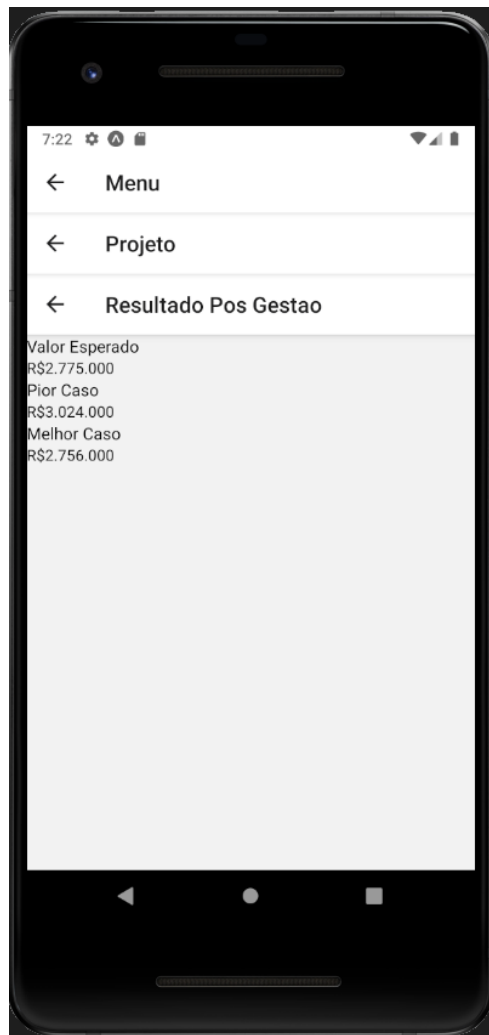 7:22
Menu
Projeto
Resultado Pos Gestao
Valor Esperado
R$2.775.000
Pior Caso
R$3.024.000
Melhor Caso
R$2.756.000